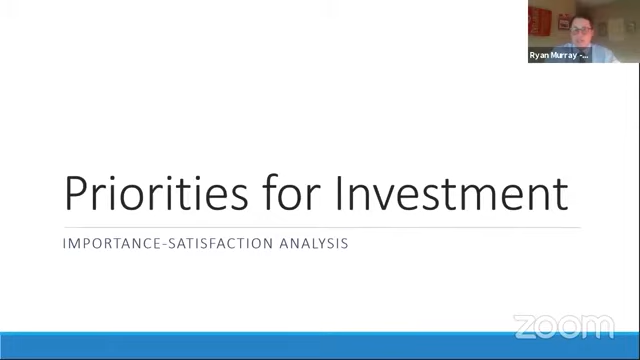 Ryan Murray -...
Priorities for Investment
IMPORTANCE-SATISFACTION ANALYSIS
zoom